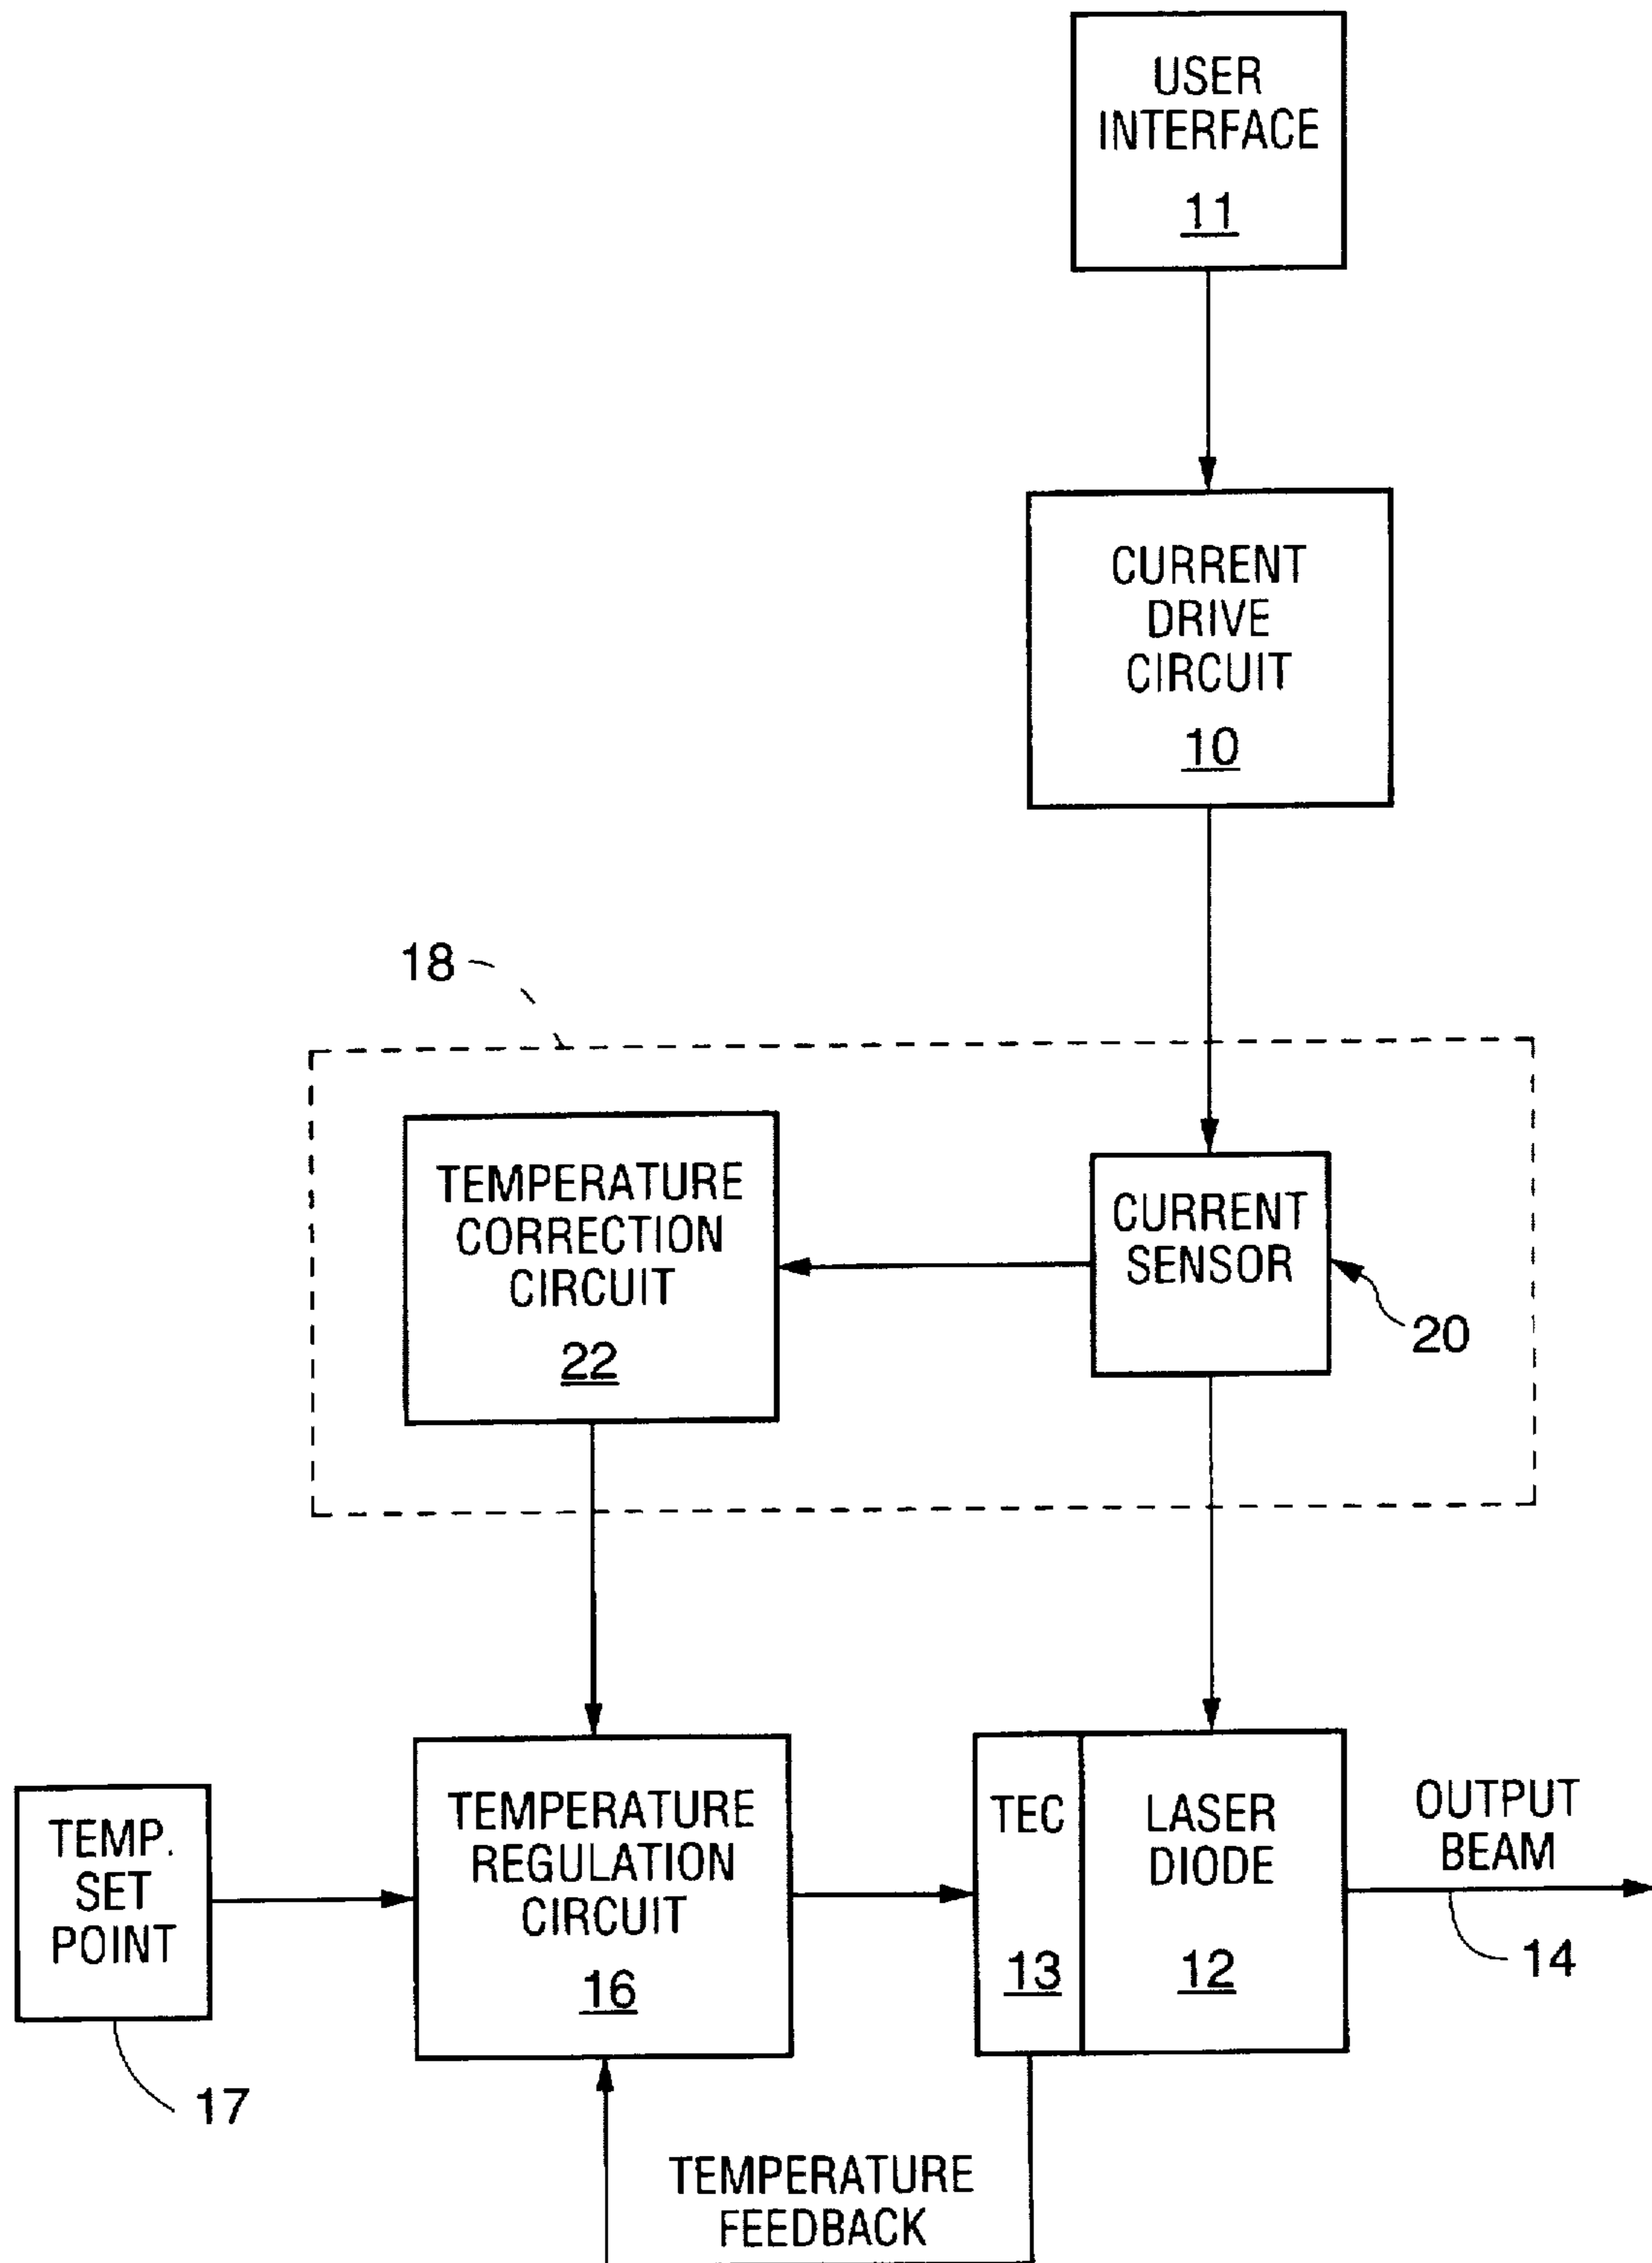 USER
INTERFACE
11
CURRENT
DRIVE
CIRCUIT
10
18
TEMPERATURE
CORRECTION
CIRCUIT
22
CURRENT
SENSOR
20
TEMP.
SET
POINT
17
TEMPERATURE
REGULATION
CIRCUIT
16
TEC
13
LASER
DIODE
12
OUTPUT
BEAM
14
TEMPERATURE
FEEDBACK